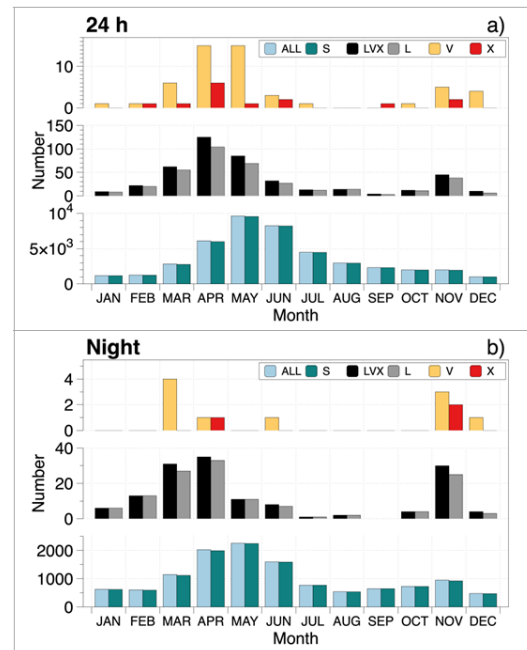 24 h a)
ALL S LVX L V X
10
0
150
100
50
0
Number
10^4
5×10^3
0
JAN FEB MAR APR MAY JUN JUL AUG SEP OCT NOV DEC
Month
Night b)
ALL S LVX L V X
4
2
0
40
20
0
Number
2000
1000
0
JAN FEB MAR APR MAY JUN JUL AUG SEP OCT NOV DEC
Month